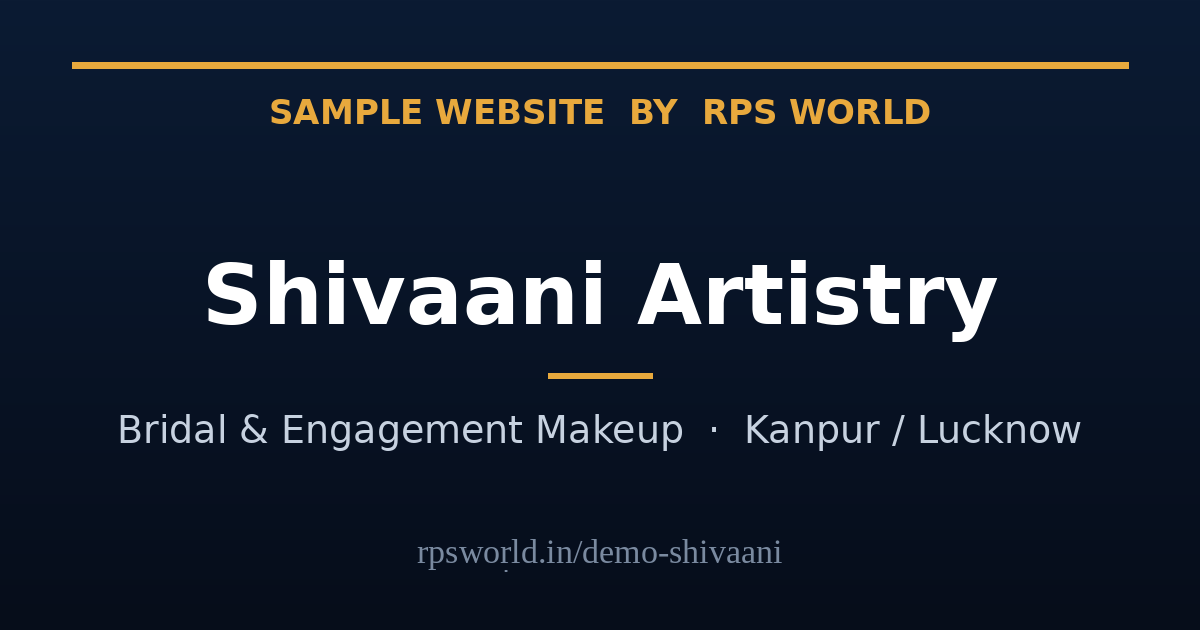 SAMPLE WEBSITE BY RPS WORLD
Shivaani Artistry
Bridal & Engagement Makeup · Kanpur / Lucknow
rpsworld.in/demo-shivaani